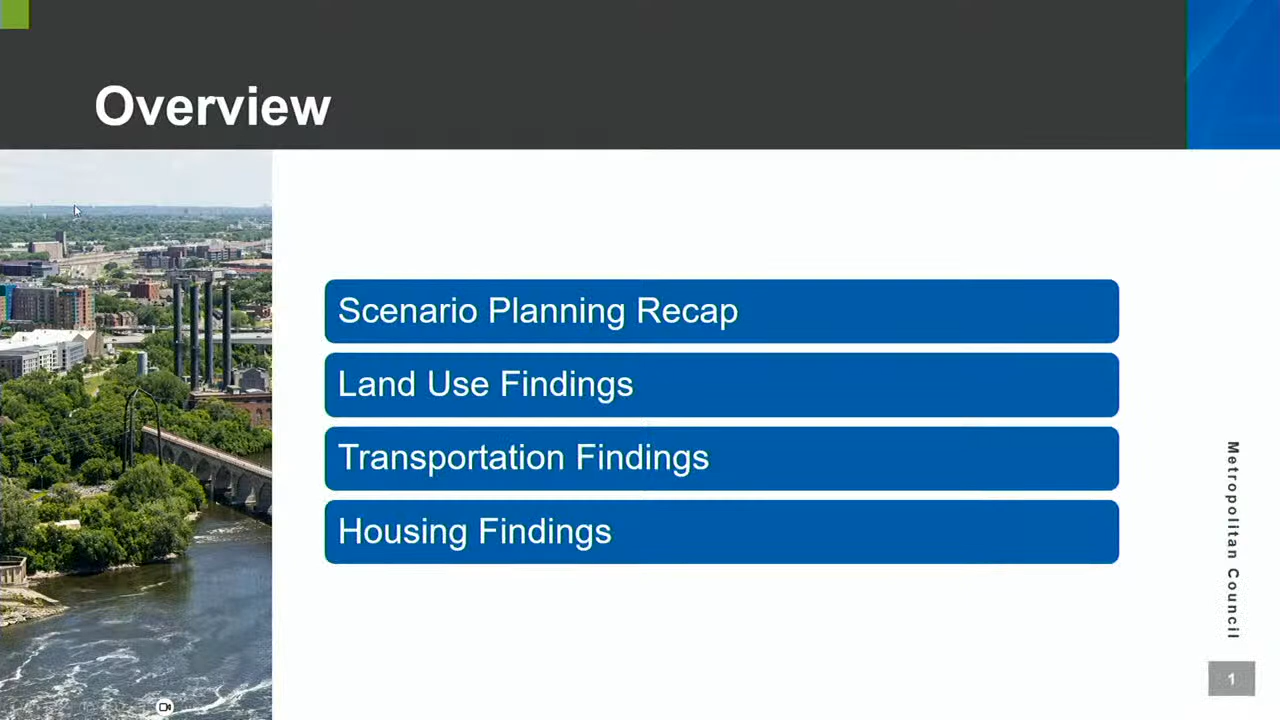 Overview
Scenario Planning Recap
Land Use Findings
Transportation Findings
Housing Findings
Metropolitan Council
1